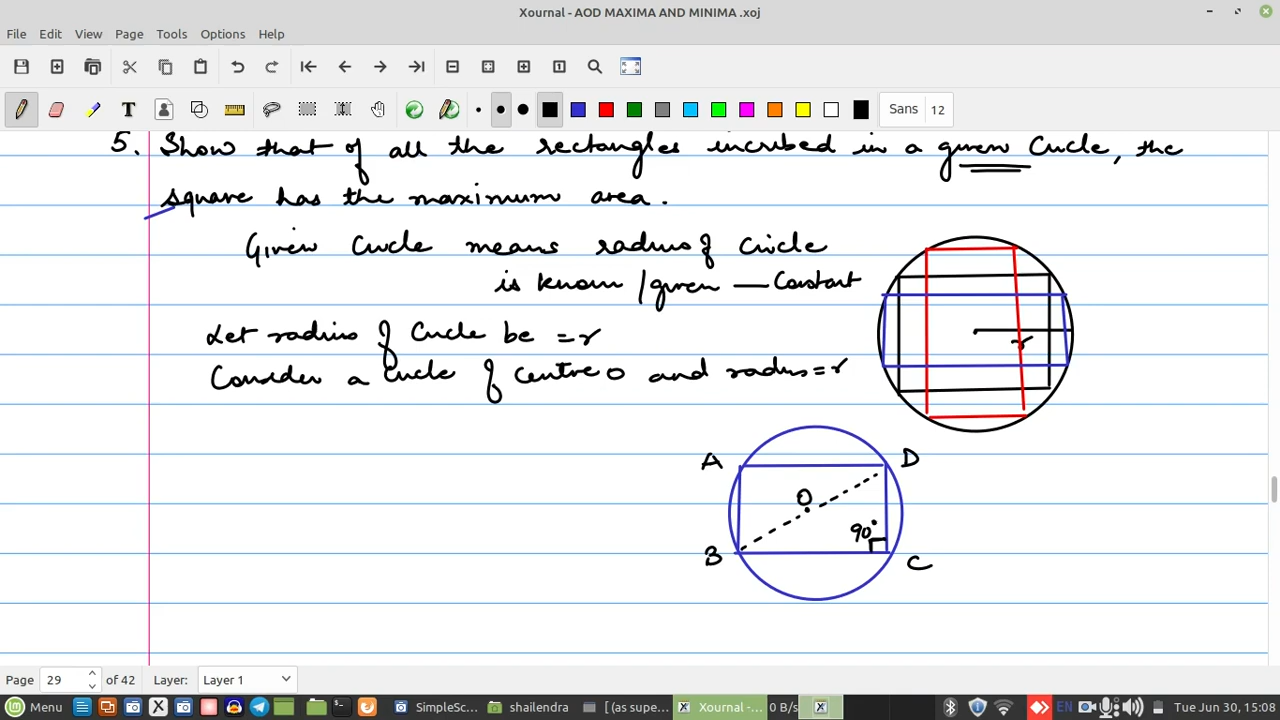 Xournal - AOD MAXIMA AND MINIMA .xoj
File Edit View Page Tools Options Help
Sans 12
5. Show that of all the rectangles incribed in a given Circle, the
square has the maximum area.
Given Circle means radius of circle
is known / given — Constant
Let radius of Circle be = r
Consider a Circle of centre O and radius = r
r
A D
O
90°
B C
Page 29 of 42 Layer: Layer 1
Menu SimpleSc... shailendra [(as supe... Xournal -... 0 B/s EN Tue Jun 30, 15:08